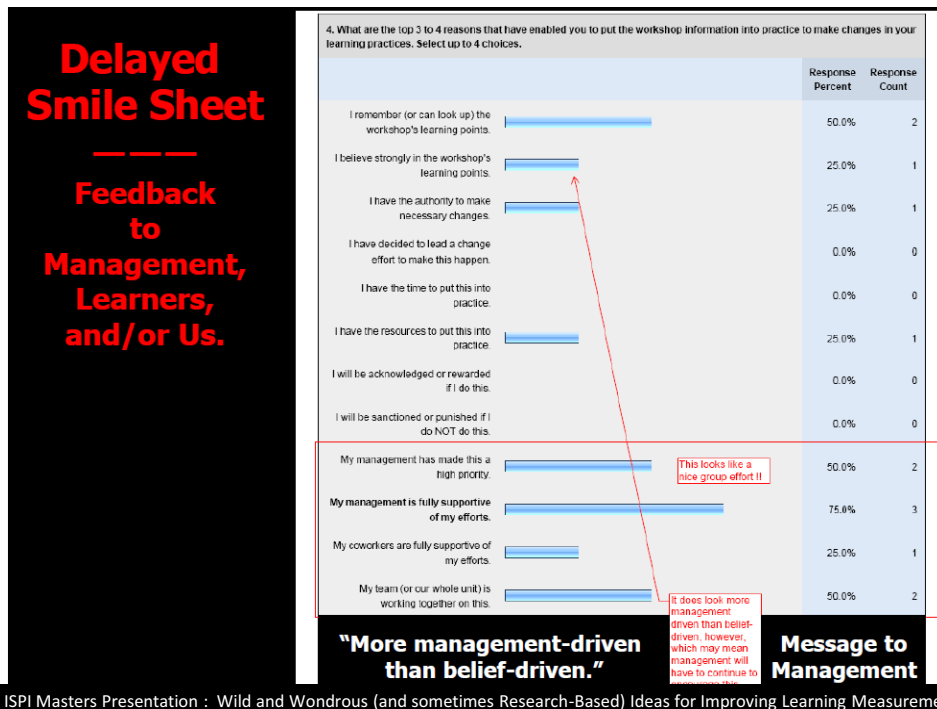 Delayed
Smile Sheet
———
Feedback
to
Management,
Learners,
and/or Us.
4. What are the top 3 to 4 reasons that have enabled you to put the workshop information into practice to make changes in your
learning practices. Select up to 4 choices.
Response Percent
Response Count
I remember (or can look up) the
workshop's learning points.
50.0% 2
I believe strongly in the workshop's
learning points.
25.0% 1
I have the authority to make
necessary changes.
25.0% 1
I have decided to lead a change
effort to make this happen.
0.0% 0
I have the time to put this into
practice.
0.0% 0
I have the resources to put this into
practice.
25.0% 1
I will be acknowledged or rewarded
if I do this.
0.0% 0
I will be sanctioned or punished if I
do NOT do this.
0.0% 0
My management has made this a
high priority.
50.0% 2
This looks like a
nice group effort !!
My management is fully supportive
of my efforts.
75.0% 3
My coworkers are fully supportive of
my efforts.
25.0% 1
My team (or our whole unit) is
working together on this.
50.0% 2
It does look more
management
driven than belief-
driven, however,
which may mean
management will
have to continue to
"More management-driven
than belief-driven."
Message to
Management
ISPI Masters Presentation : Wild and Wondrous (and sometimes Research-Based) Ideas for Improving Learning